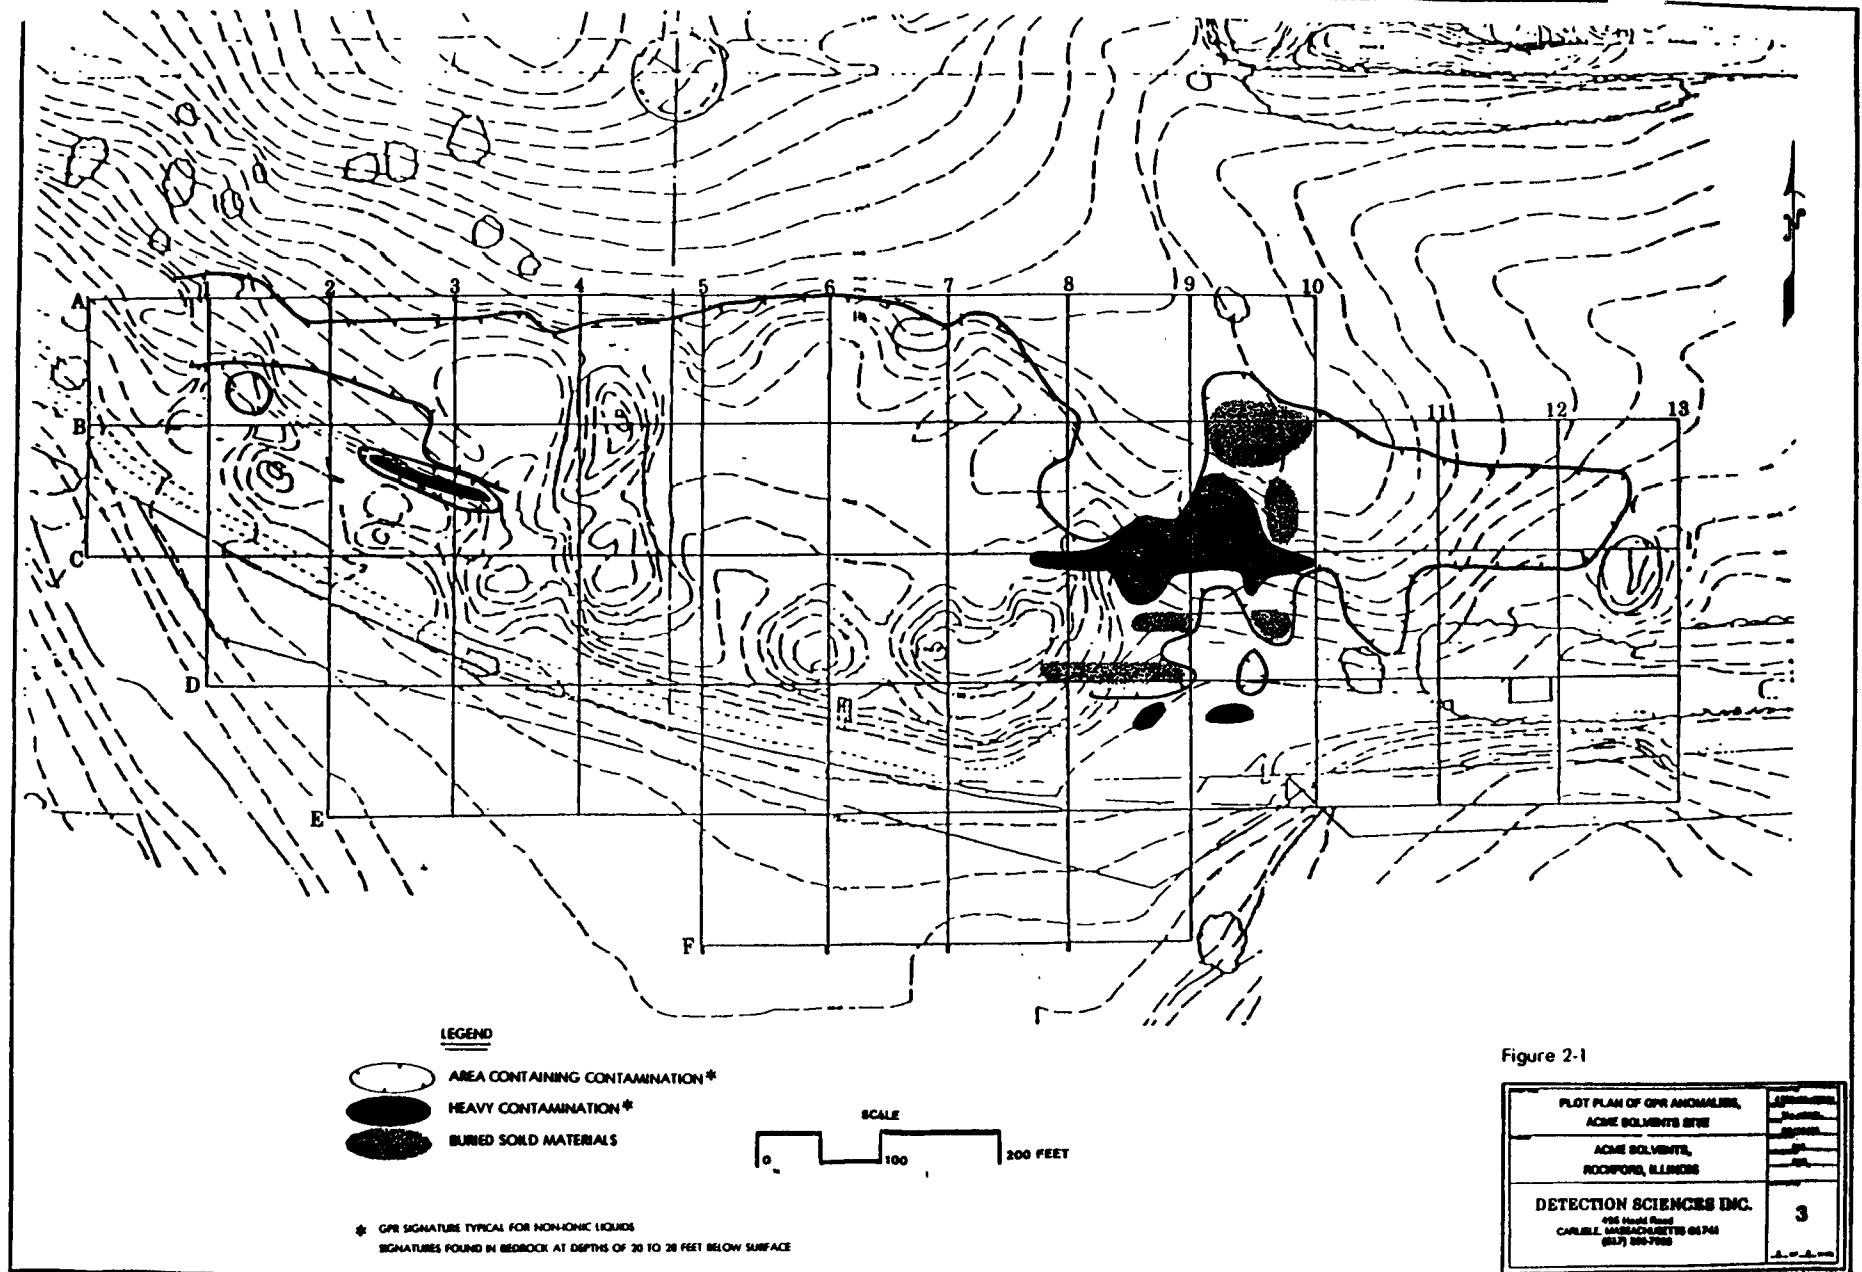 1 2 3 4 5 6 7 8 9 10
A
11 12 13
B
C
D
E
F
LEGEND
AREA CONTAINING CONTAMINATION *
HEAVY CONTAMINATION *
BURIED SOILD MATERIALS
SCALE
0 100 200 FEET
* GPR SIGNATURE TYPICAL FOR NON-IONIC LIQUIDS
SIGNATURES FOUND IN BEDROCK AT DEPTHS OF 20 TO 28 FEET BELOW SURFACE
Figure 2-1
PLOT PLAN OF GPR ANOMALIES,
ACME SOLVENTS SITE
ACME SOLVENTS,
ROCKFORD, ILLINOIS
DETECTION SCIENCES INC.
CARLISLE, MASSACHUSETTS
3